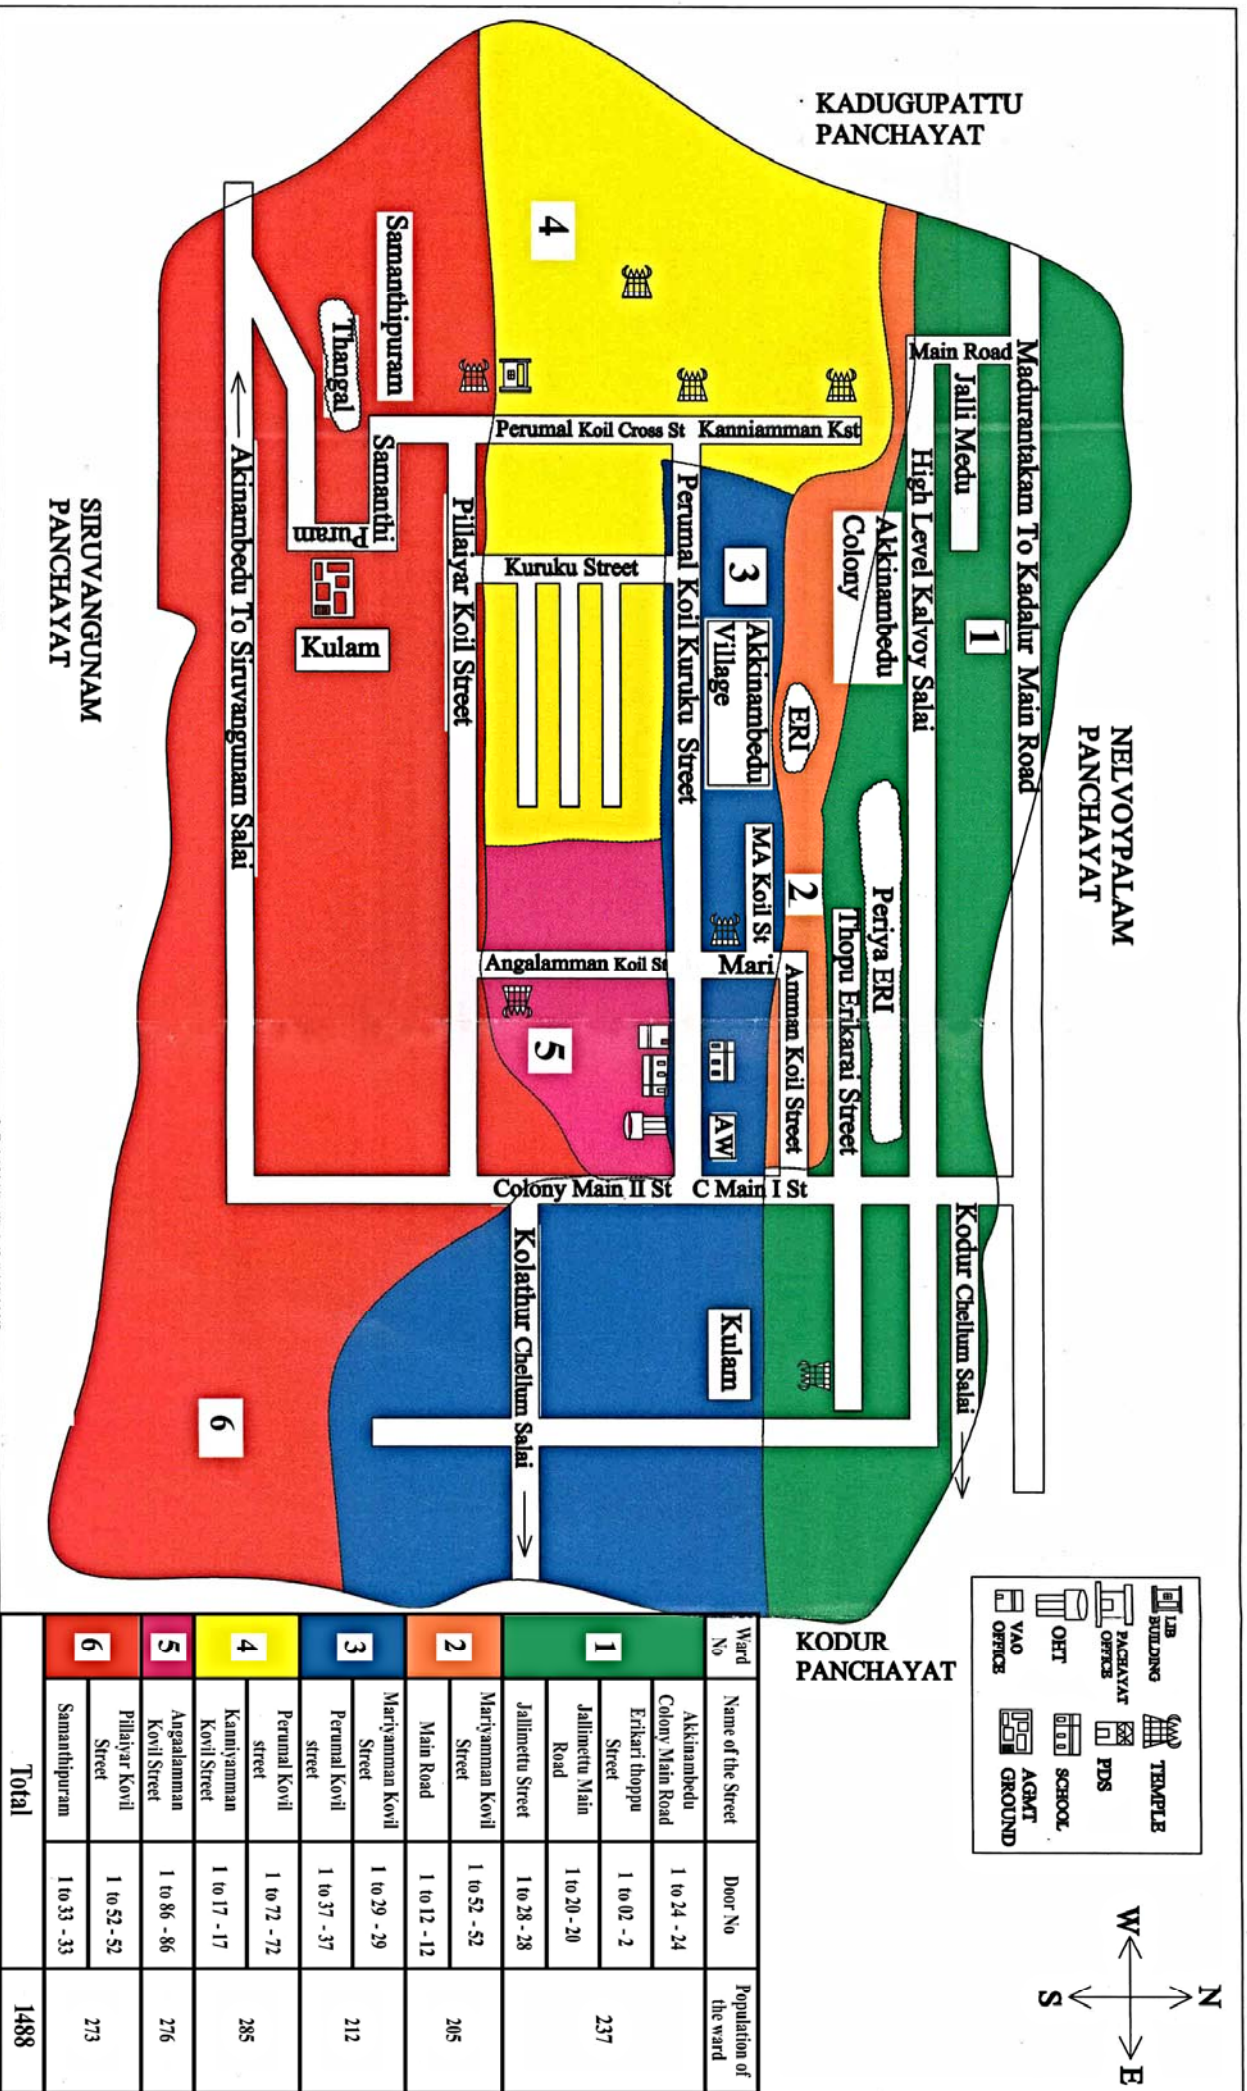 KADUGUPATTU
PANCHAYAT
NELVOYPALAM
PANCHAYAT
KODUR
PANCHAYAT
SIRUVANGUNAM
PANCHAYAT
Madurantakam To Kadalur Main Road
Main Road
Jalli Medu
1
High Level Kalvoy Salai
Kodur Chellum Salai
Akkinambedu
Colony
Periya ERI
Thopu Erikarai Street
ERI
2
Amman Koil Street
3
Akkinambedu
Village
MA Koil St
Mari
AW
Kulam
4
Kanniamman Kst
Perumal Koil Cross St
Perumal Koil Kuruku Street
Kuruku Street
Angalamman Koil St
5
C Main I St
Colony Main II St
Kolathur Chellum Salai
Pillaiyar Koil Street
Samanthipuram
Thangal
Samanthi
Puram
Kulam
Akinambedu To Siruvangunam Salai
6
LIB
BUILDING
TEMPLE
PACHAYAT
OFFICE
PDS
OHT
SCHOOL
VAO
OFFICE
AGMT
GROUND
N
W
E
S
Ward
No
Name of the Street
Door No
Population of
the ward
1
Akkinambedu
Colony Main Road
1 to 24 - 24
237
Erikari thoppu
Street
1 to 02 - 2
Jallimettu Main
Road
1 to 20 - 20
Jallimettu Street
1 to 28 - 28
2
Mariyamman Kovil
Street
1 to 52 - 52
205
Main Road
1 to 12 - 12
3
Mariyamman Kovil
Street
1 to 29 - 29
212
Perumal Kovil
street
1 to 37 - 37
4
Perumal Kovil
street
1 to 72 - 72
285
Kanniyamman
Kovil Street
1 to 17 - 17
5
Angaalamman
Kovil Street
1 to 86 - 86
276
6
Pillaiyar Kovil
Street
1 to 52 - 52
273
Samanthipuram
1 to 33 - 33
Total
1488